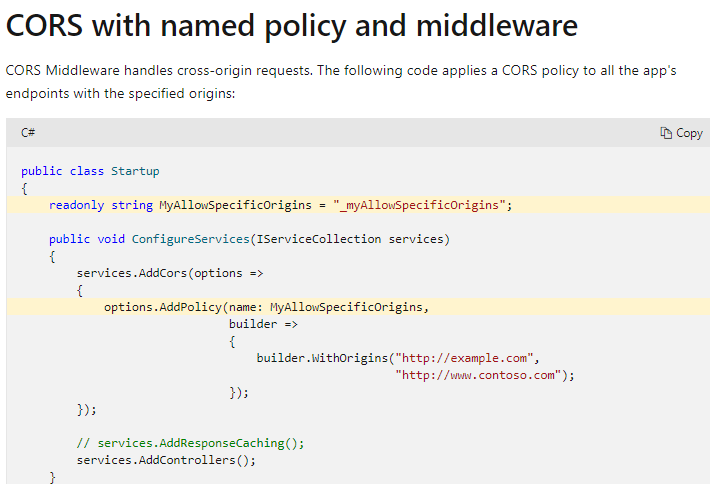 CORS with named policy and middleware
CORS Middleware handles cross-origin requests. The following code applies a CORS policy to all the app's
endpoints with the specified origins:
C# Copy
public class Startup
{
    readonly string MyAllowSpecificOrigins = "_myAllowSpecificOrigins";
    public void ConfigureServices(IServiceCollection services)
    {
        services.AddCors(options =>
        {
            options.AddPolicy(name: MyAllowSpecificOrigins,
                              builder =>
                              {
                                  builder.WithOrigins("http://example.com",
                                                      "http://www.contoso.com");
                              });
        });
        // services.AddResponseCaching();
        services.AddControllers();
    }